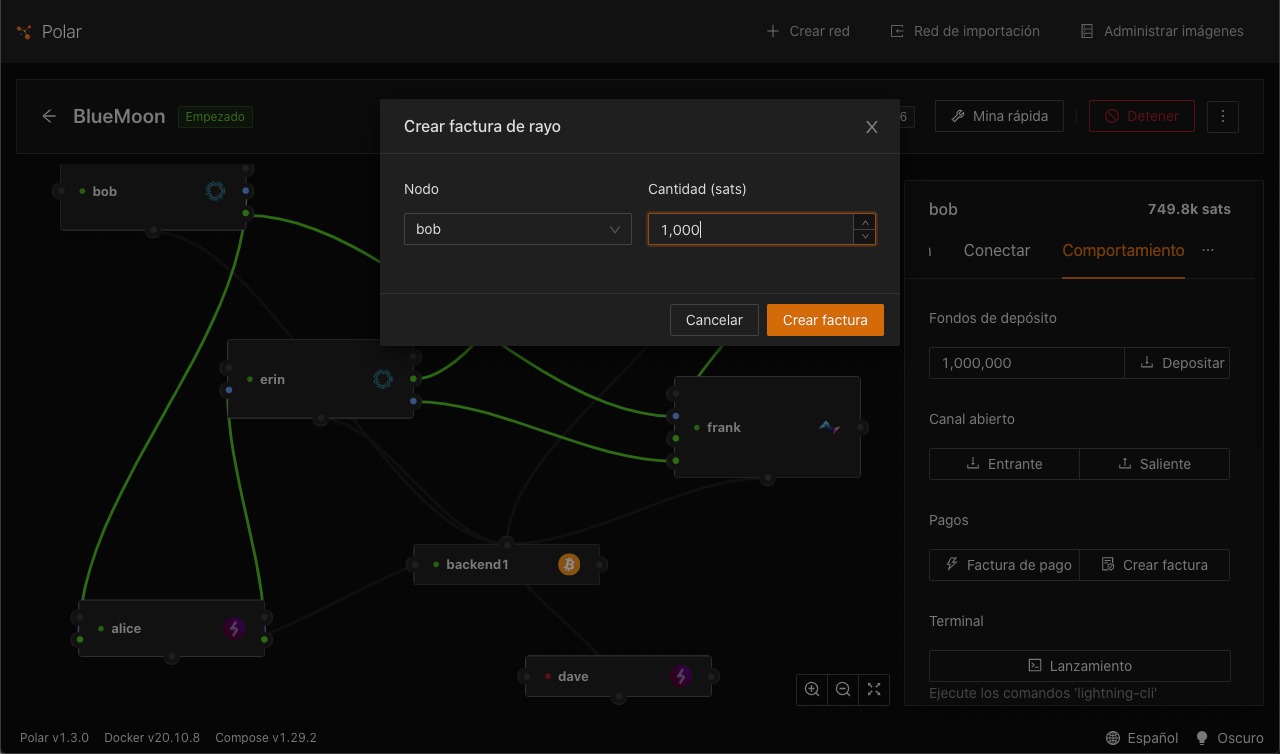 Polar
Crear red
Red de importación
Administrar imágenes
BlueMoon
Empezado
6
Mina rápida
Detener
Crear factura de rayo
Nodo
Cantidad (sats)
bob
1,000
Cancelar
Crear factura
bob
erin
frank
backend1
alice
dave
bob
749.8k sats
Conectar
Comportamiento
···
Fondos de depósito
1,000,000
Depositar
Canal abierto
Entrante
Saliente
Pagos
Factura de pago
Crear factura
Terminal
Lanzamiento
Ejecute los comandos 'lightning-cli'
Polar v1.3.0
Docker v20.10.8
Compose v1.29.2
Español
Oscuro